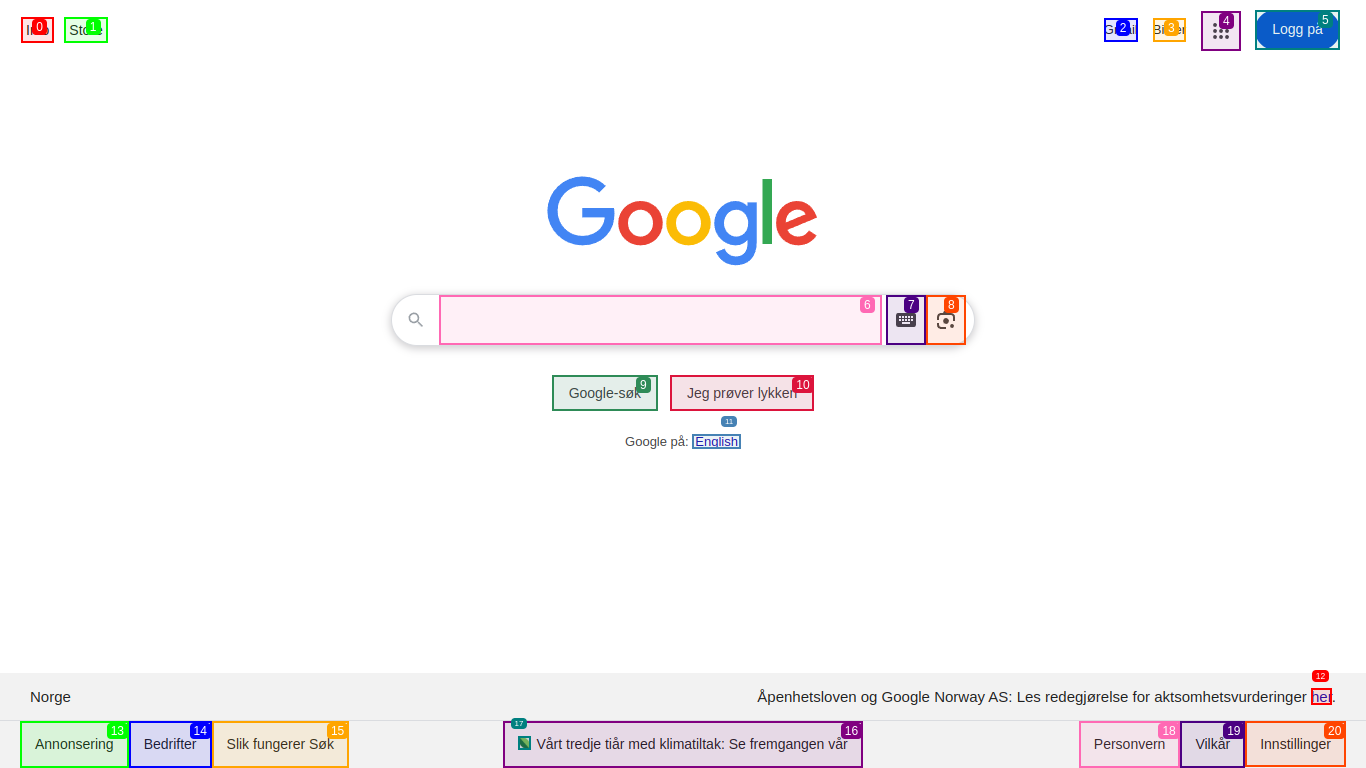 Info 0 Store 1 Gmail 2 Bilder 3 4 Logg på 5
Google
6 7 8
Google-søk 9 Jeg prøver lykken 10
11
Google på: English
12
Norge Åpenhetsloven og Google Norway AS: Les redegjørelse for aktsomhetsvurderinger her.
Annonsering 13 Bedrifter 14 Slik fungerer Søk 15 17 Vårt tredje tiår med klimatiltak: Se fremgangen vår 16 Personvern 18 Vilkår 19 Innstillinger 20